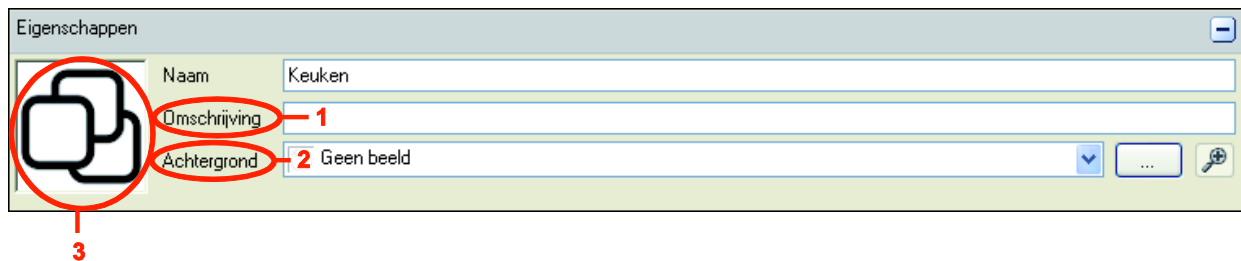 Eigenschappen
Naam Keuken
Omschrijving 1
Achtergrond 2 Geen beeld ...
3